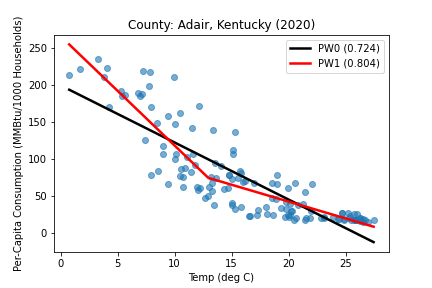 County: Adair, Kentucky (2020)
Per-Capita Consumption (MMBtu/1000 Households)
250
200
150
100
50
0
PW0 (0.724)
PW1 (0.804)
0 5 10 15 20 25
Temp (deg C)